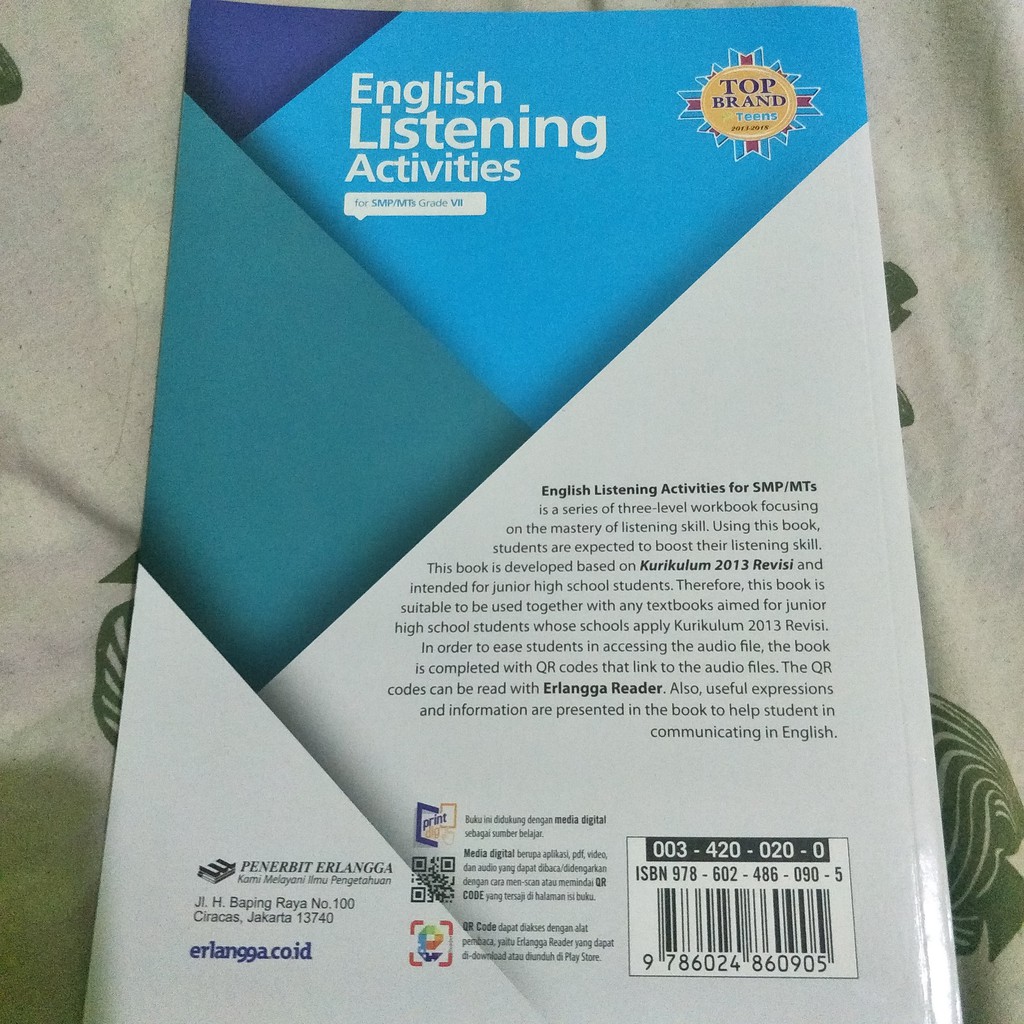 English
Listening
Activities
for SMP/MTs Grade VII
TOP
BRAND
Teens
2013-2018
English Listening Activities for SMP/MTs
is a series of three-level workbook focusing
on the mastery of listening skill. Using this book,
students are expected to boost their listening skill.
This book is developed based on Kurikulum 2013 Revisi and
intended for junior high school students. Therefore, this book is
suitable to be used together with any textbooks aimed for junior
high school students whose schools apply Kurikulum 2013 Revisi.
In order to ease students in accessing the audio file, the book
is completed with QR codes that link to the audio files. The QR
codes can be read with Erlangga Reader. Also, useful expressions
and information are presented in the book to help student in
communicating in English.
PENERBIT ERLANGGA
Kami Melayani Ilmu Pengetahuan
Jl. H. Baping Raya No.100
Ciracas, Jakarta 13740
erlangga.co.id
print
Buku ini didukung dengan media digital
sebagai sumber belajar.
Media digital berupa aplikasi, pdf, video,
dan audio yang dapat dibaca/didengarkan
dengan cara men-scan atau memindai QR
CODE yang tersaji di halaman isi buku.
QR Code dapat diakses dengan alat
pembaca, yaitu Erlangga Reader yang dapat
di-download atau diunduh di Play Store.
003 - 420 - 020 - 0
ISBN 978 - 602 - 486 - 090 - 5
9 786024 860905